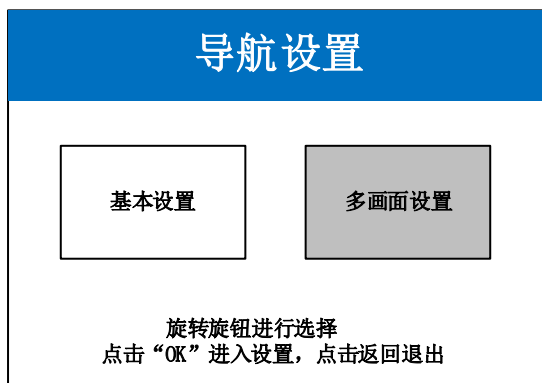 导航设置
基本设置
多画面设置
旋转旋钮进行选择
点击“OK”进入设置，点击返回退出